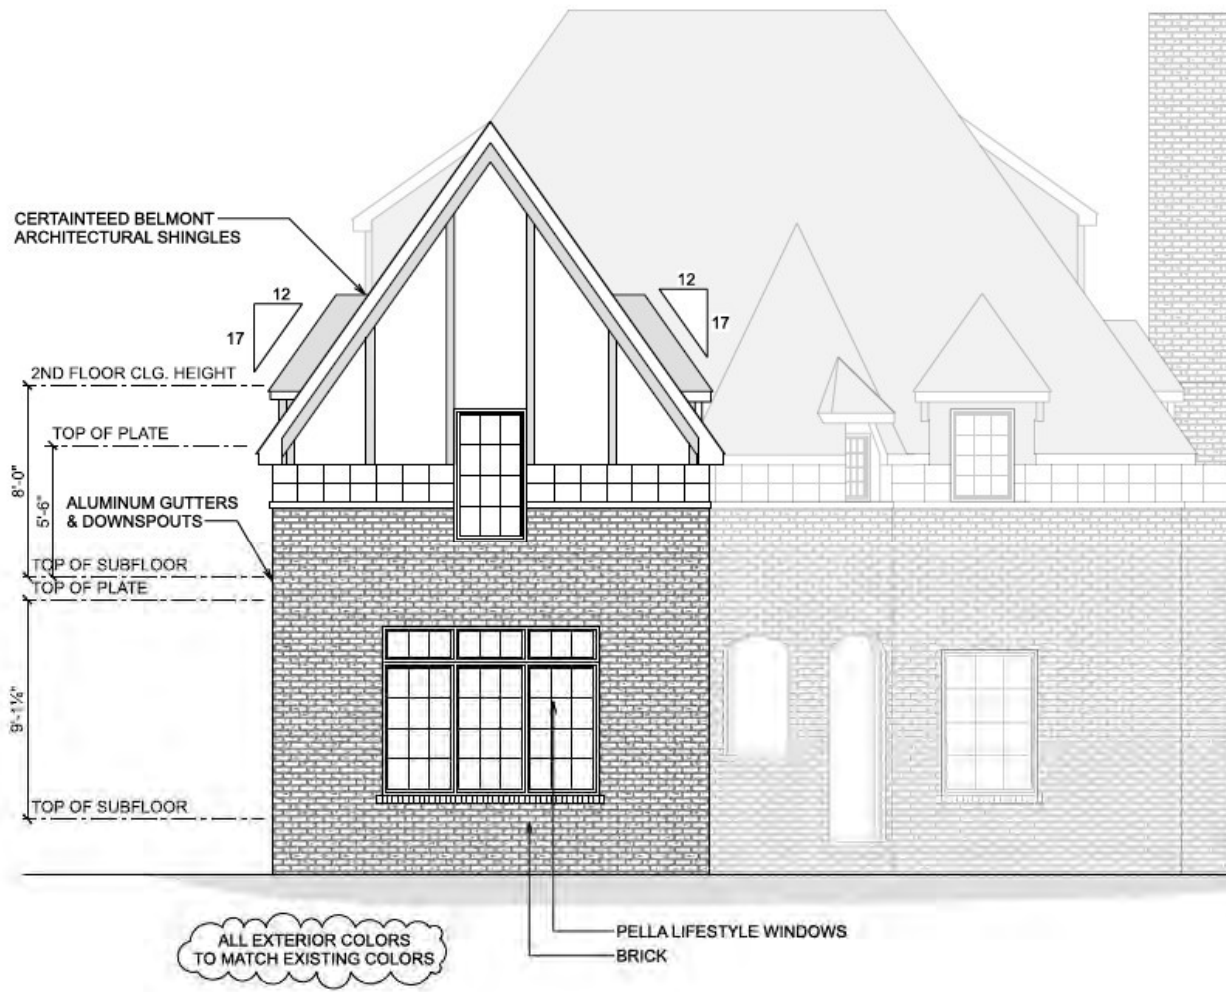 CERTAINTEED BELMONT
ARCHITECTURAL SHINGLES
12
17
12
17
2ND FLOOR CLG. HEIGHT
TOP OF PLATE
8'-0"
5'-6"
ALUMINUM GUTTERS
& DOWNSPOUTS
TOP OF SUBFLOOR
TOP OF PLATE
9'-1⅛"
TOP OF SUBFLOOR
ALL EXTERIOR COLORS
TO MATCH EXISTING COLORS
PELLA LIFESTYLE WINDOWS
BRICK